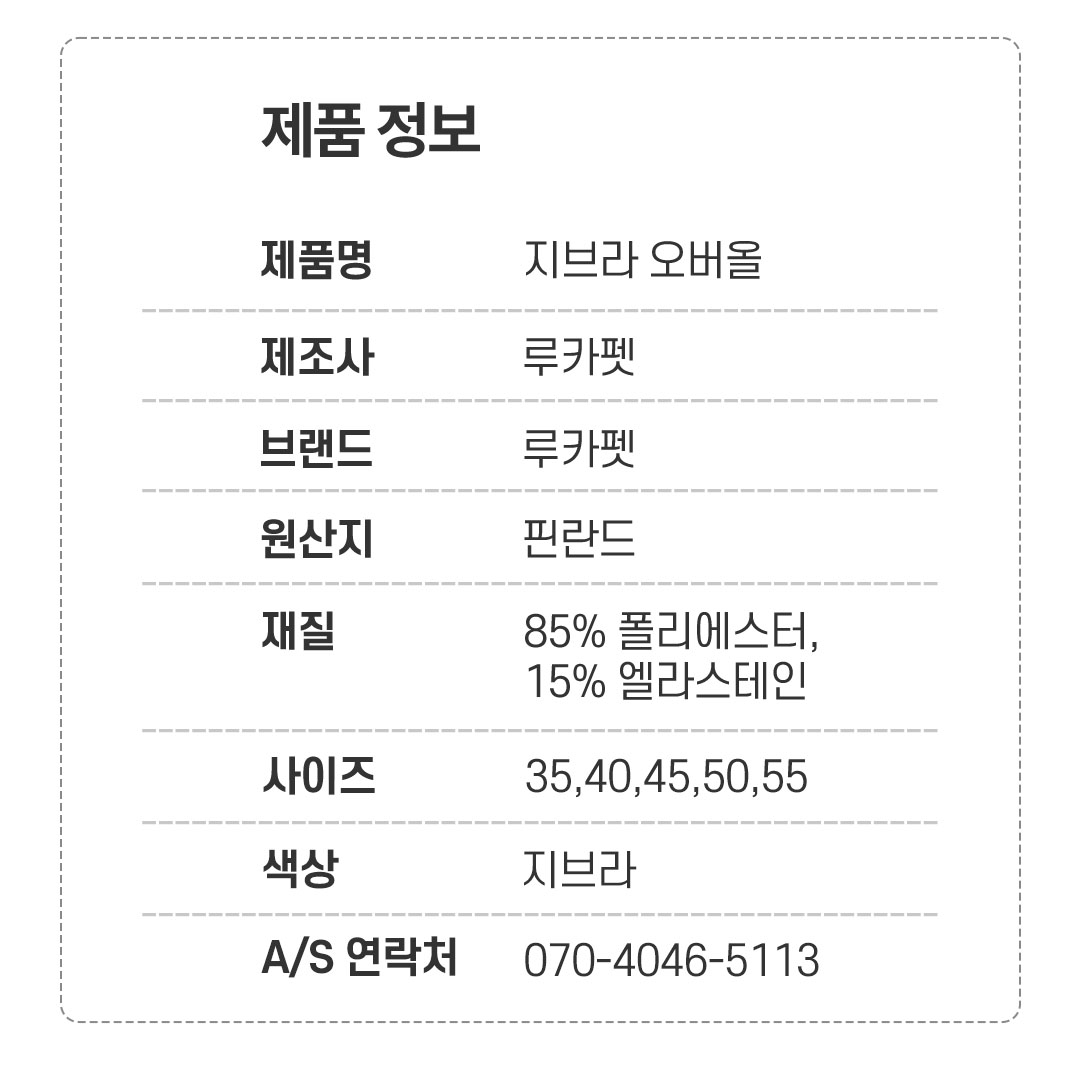 제품 정보
제품명 지브라 오버올
제조사 루카펫
브랜드 루카펫
원산지 핀란드
재질 85% 폴리에스터,
15% 엘라스테인
사이즈 35,40,45,50,55
색상 지브라
A/S 연락처 070-4046-5113